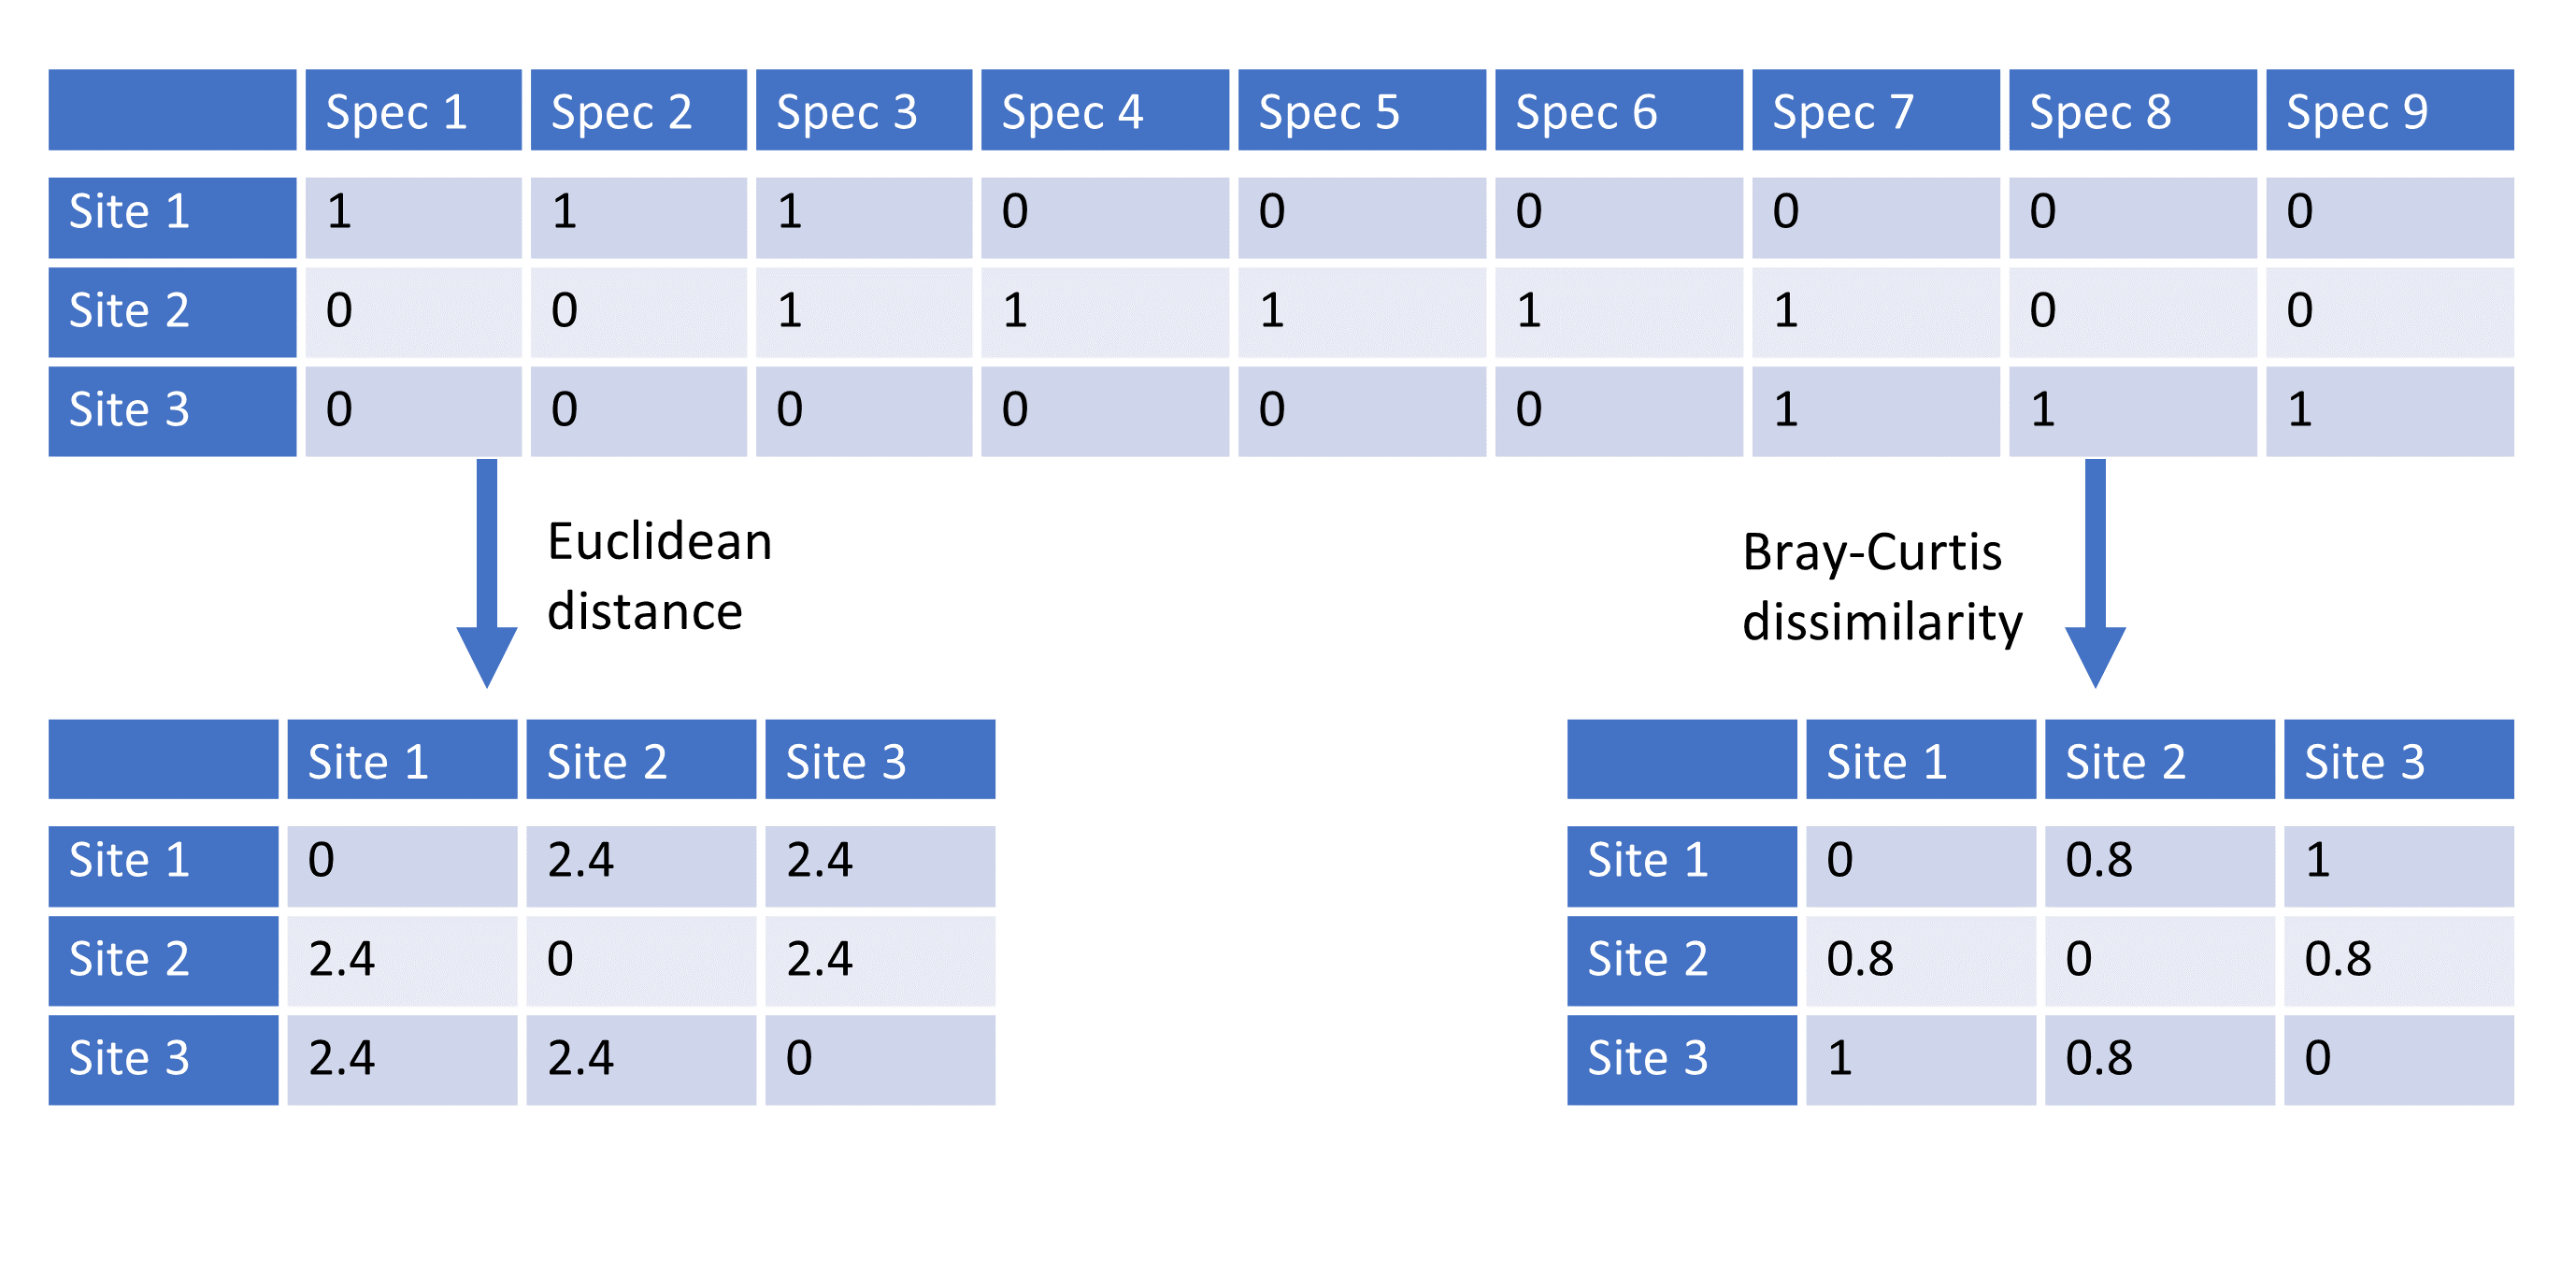 Spec 1 Spec 2 Spec 3 Spec 4 Spec 5 Spec 6 Spec 7 Spec 8 Spec 9
Site 1 1 1 1 0 0 0 0 0 0
Site 2 0 0 1 1 1 1 1 0 0
Site 3 0 0 0 0 0 0 1 1 1
Euclidean
distance
Bray-Curtis
dissimilarity
Site 1 Site 2 Site 3
Site 1 0 2.4 2.4
Site 2 2.4 0 2.4
Site 3 2.4 2.4 0
Site 1 Site 2 Site 3
Site 1 0 0.8 1
Site 2 0.8 0 0.8
Site 3 1 0.8 0